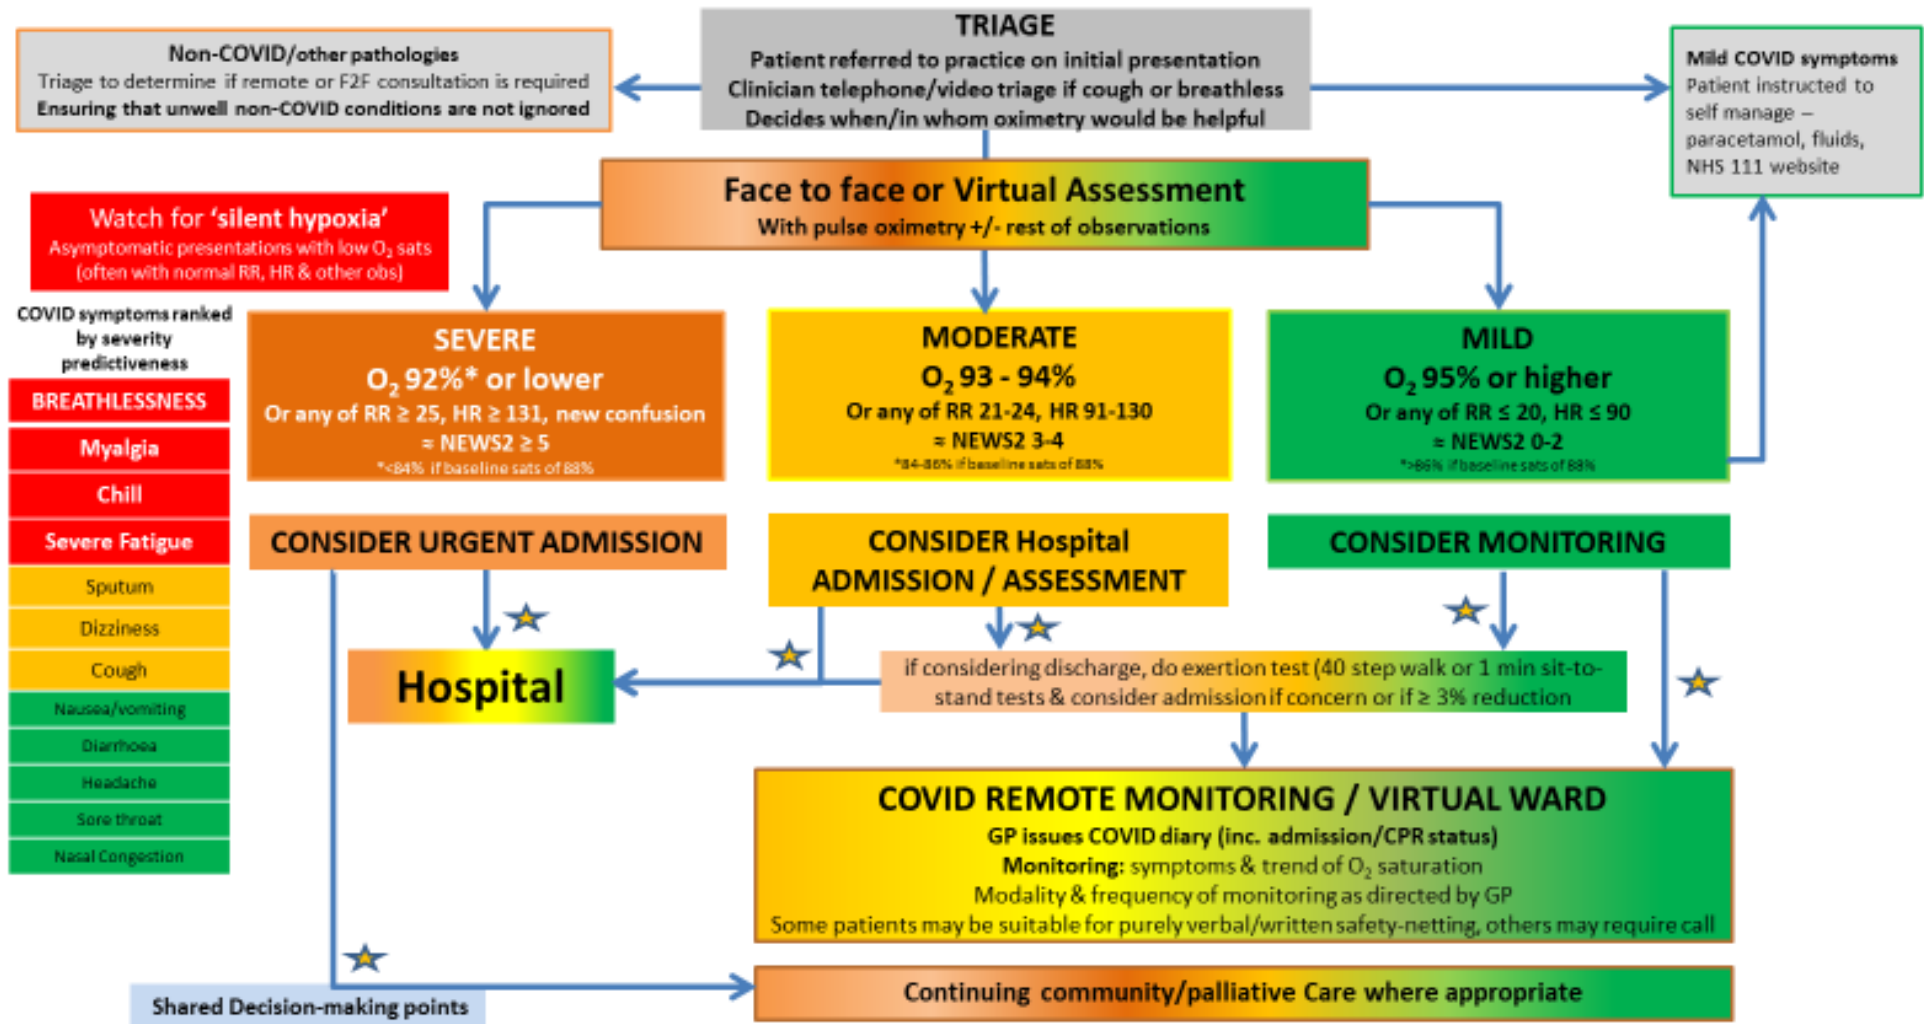 TRIAGE
Patient referred to practice on initial presentation
Clinician telephone/video triage if cough or breathless
Decides when/in whom oximetry would be helpful
Non-COVID/other pathologies
Triage to determine if remote or F2F consultation is required
Ensuring that unwell non-COVID conditions are not ignored
Mild COVID symptoms
Patient instructed to
self manage –
paracetamol, fluids,
NHS 111 website
Face to face or Virtual Assessment
With pulse oximetry +/- rest of observations
Watch for ‘silent hypoxia’
Asymptomatic presentations with low O₂ sats
(often with normal RR, HR & other obs)
COVID symptoms ranked
by severity
predictiveness
BREATHLESSNESS
Myalgia
Chill
Severe Fatigue
Sputum
Dizziness
Cough
Nausea/vomiting
Diarrhoea
Headache
Sore throat
Nasal Congestion
SEVERE
O₂ 92%* or lower
Or any of RR ≥ 25, HR ≥ 131, new confusion
≈ NEWS2 ≥ 5
*<84% if baseline sats of 88%
MODERATE
O₂ 93 - 94%
Or any of RR 21-24, HR 91-130
≈ NEWS2 3-4
*84-86% if baseline sats of 88%
MILD
O₂ 95% or higher
Or any of RR ≤ 20, HR ≤ 90
≈ NEWS2 0-2
*>86% if baseline sats of 88%
CONSIDER URGENT ADMISSION
CONSIDER Hospital
ADMISSION / ASSESSMENT
CONSIDER MONITORING
Hospital
if considering discharge, do exertion test (40 step walk or 1 min sit-to-
stand tests & consider admission if concern or if ≥ 3% reduction
COVID REMOTE MONITORING / VIRTUAL WARD
GP issues COVID diary (inc. admission/CPR status)
Monitoring: symptoms & trend of O₂ saturation
Modality & frequency of monitoring as directed by GP
Some patients may be suitable for purely verbal/written safety-netting, others may require call
Continuing community/palliative Care where appropriate
Shared Decision-making points